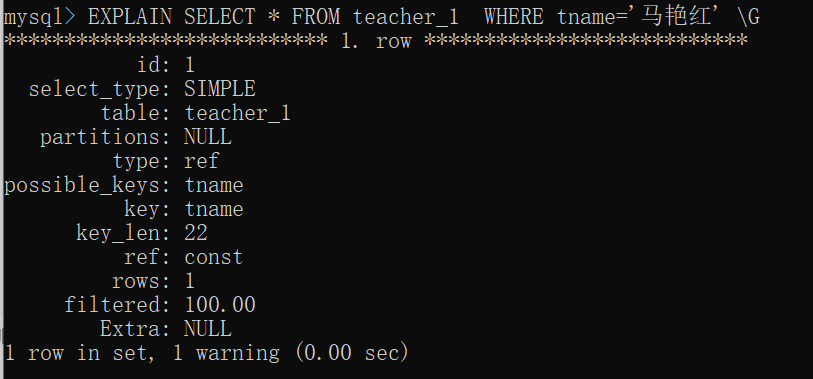 mysql> EXPLAIN SELECT * FROM teacher_1  WHERE tname='马艳红' \G
*************************** 1. row ***************************
id: 1
select_type: SIMPLE
table: teacher_1
partitions: NULL
type: ref
possible_keys: tname
key: tname
key_len: 22
ref: const
rows: 1
filtered: 100.00
Extra: NULL
1 row in set, 1 warning (0.00 sec)